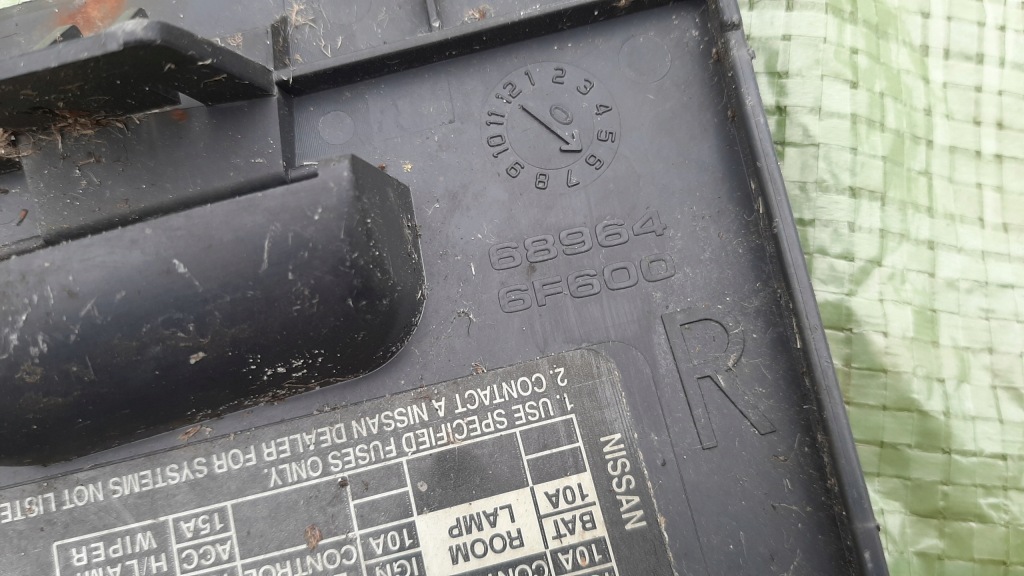 1 2 3 4 5 6 7 8 9 10 11 12
0
68964
6F600
R
NISSAN
1. USE SPECIFIED FUSES ONLY.
2. CONTACT A NISSAN DEALER FOR SYSTEMS NOT
BAT
10A
ROOM
LAMP
IGN
10A
CONTROL
ACC
15A
WIPER
10A